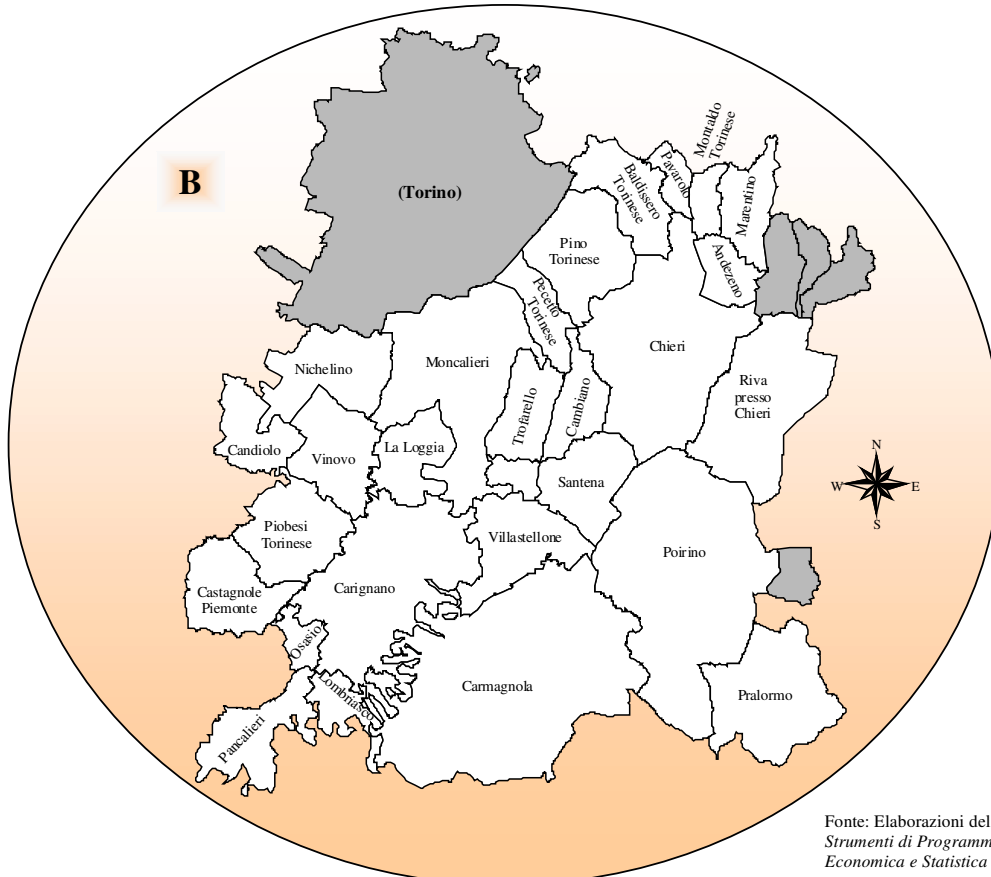 B
(Torino)
Montaldo
Torinese
Pavarolo
Baldissero
Torinese
Marentino
Pino
Torinese
Andezeno
Pecetto
Torinese
Chieri
Moncalieri
Nichelino
Riva
presso
Chieri
Trofarello
Cambiano
Candiolo
Vinovo
La Loggia
Santena
N
W
E
S
Piobesi
Torinese
Villastellone
Poirino
Castagnole
Piemonte
Carignano
Osasio
Lombriasco
Carmagnola
Pralormo
Pancalieri
Fonte: Elaborazioni del
Strumenti di Programm
Economica e Statistica